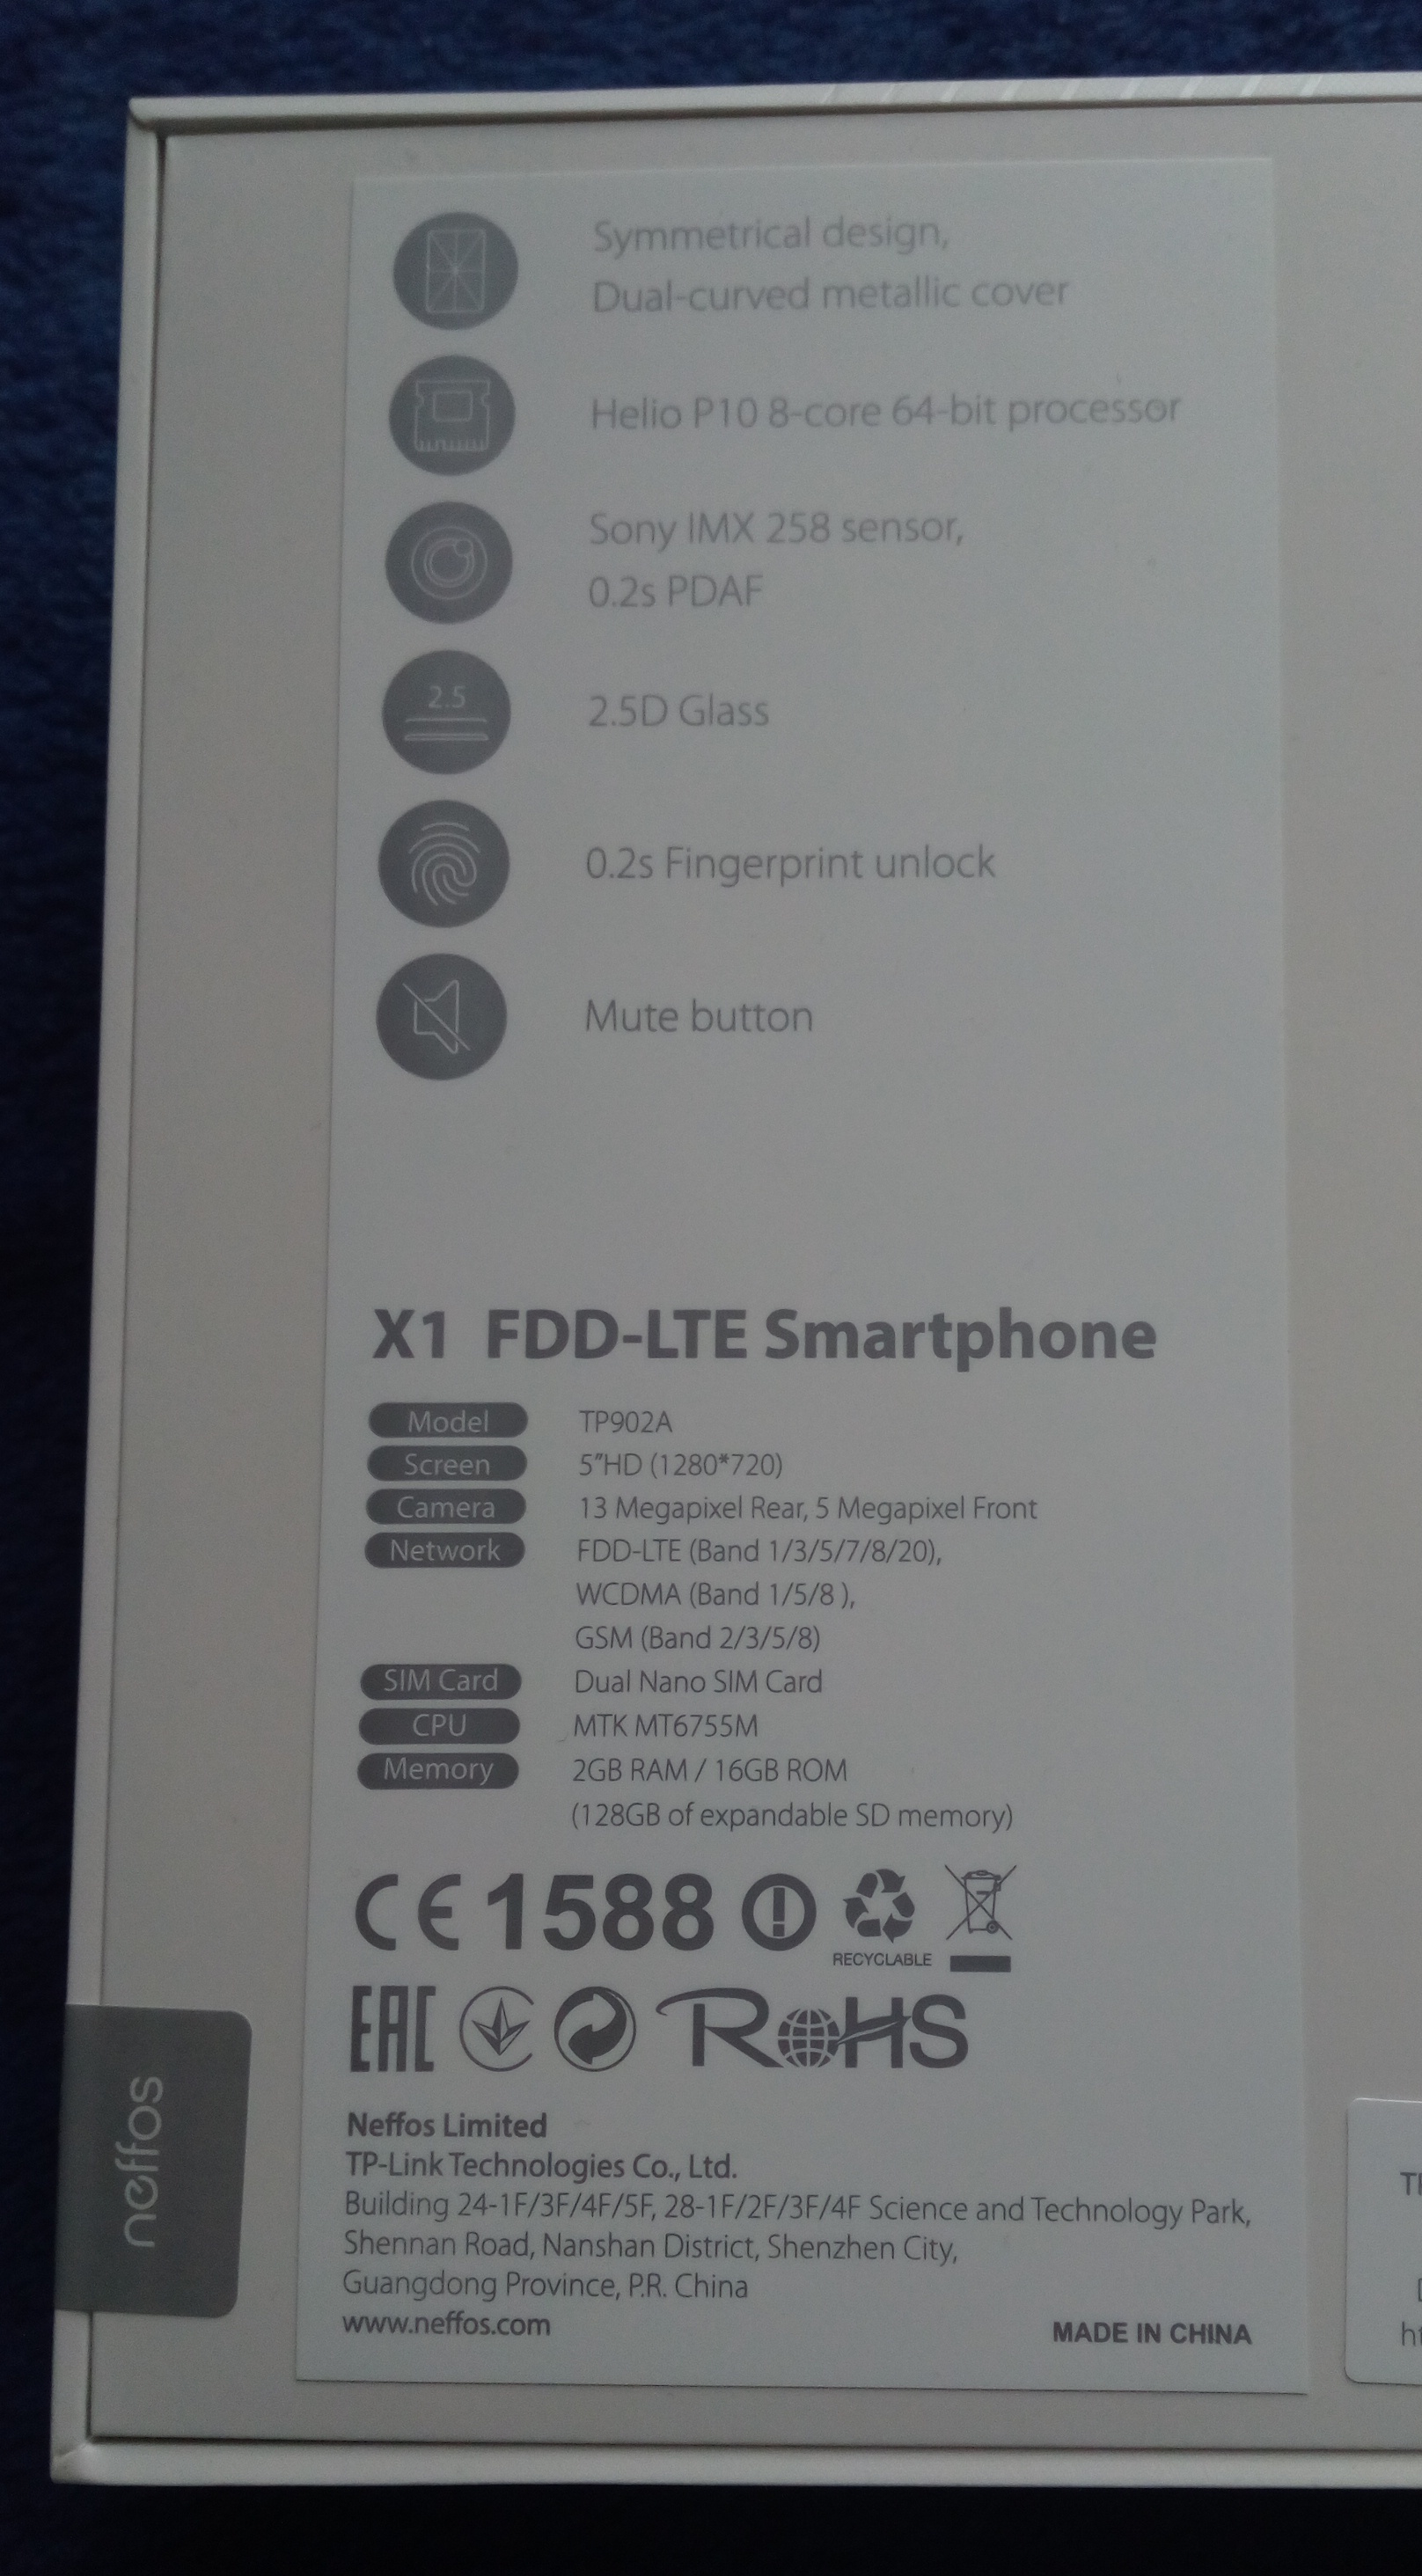 Symmetrical design,
Dual-curved metallic cover
Helio P10 8-core 64-bit processor
Sony IMX 258 sensor,
0.2s PDAF
2.5
2.5D Glass
0.2s Fingerprint unlock
Mute button
X1 FDD-LTE Smartphone
Model TP902A
Screen 5"HD (1280*720)
Camera 13 Megapixel Rear, 5 Megapixel Front
Network FDD-LTE (Band 1/3/5/7/8/20),
WCDMA (Band 1/5/8 ),
GSM (Band 2/3/5/8)
SIM Card Dual Nano SIM Card
CPU MTK MT6755M
Memory 2GB RAM / 16GB ROM
(128GB of expandable SD memory)
CE 1588
RECYCLABLE
EAC RoHS
Neffos Limited
TP-Link Technologies Co., Ltd.
Building 24-1F/3F/4F/5F, 28-1F/2F/3F/4F Science and Technology Park,
Shennan Road, Nanshan District, Shenzhen City,
Guangdong Province, P.R. China
www.neffos.com
MADE IN CHINA
neffos